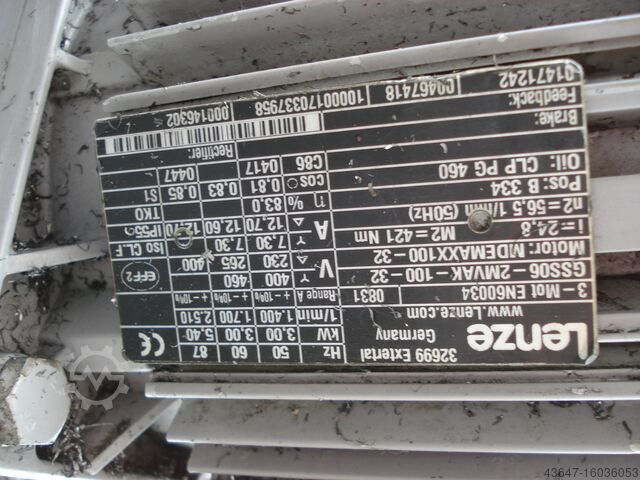 Lenze
32699 Extertal
Germany
www.Lenze.com
3 - Mot EN60034 0831
GSS06-2MVAK-100-32
Motor: MDEMAXX100-32
i= 24.8 M2= 421 Nm
n2= 56,5 1/min (50Hz)
Pos: B 334
Oil: CLP PG 460
Brake:
Feedback:
Hz 50 60 87
kW 3.00 3.00 5.40
1/min 1.400 1.700 2.510
Range A +-10% +-10% +-10%
V Y 400 460
△ 230 265 400
A Y 7,30 7,30
△ 12,70 12,60
η % 83,0
cos 0,81 0,83 0,85
C86 0417 0447
Rectifier:
CE
EFF2
Iso CL F
IP55
TKO
S1
01471242 00467418 10000170337958 000146302
43647-16036053